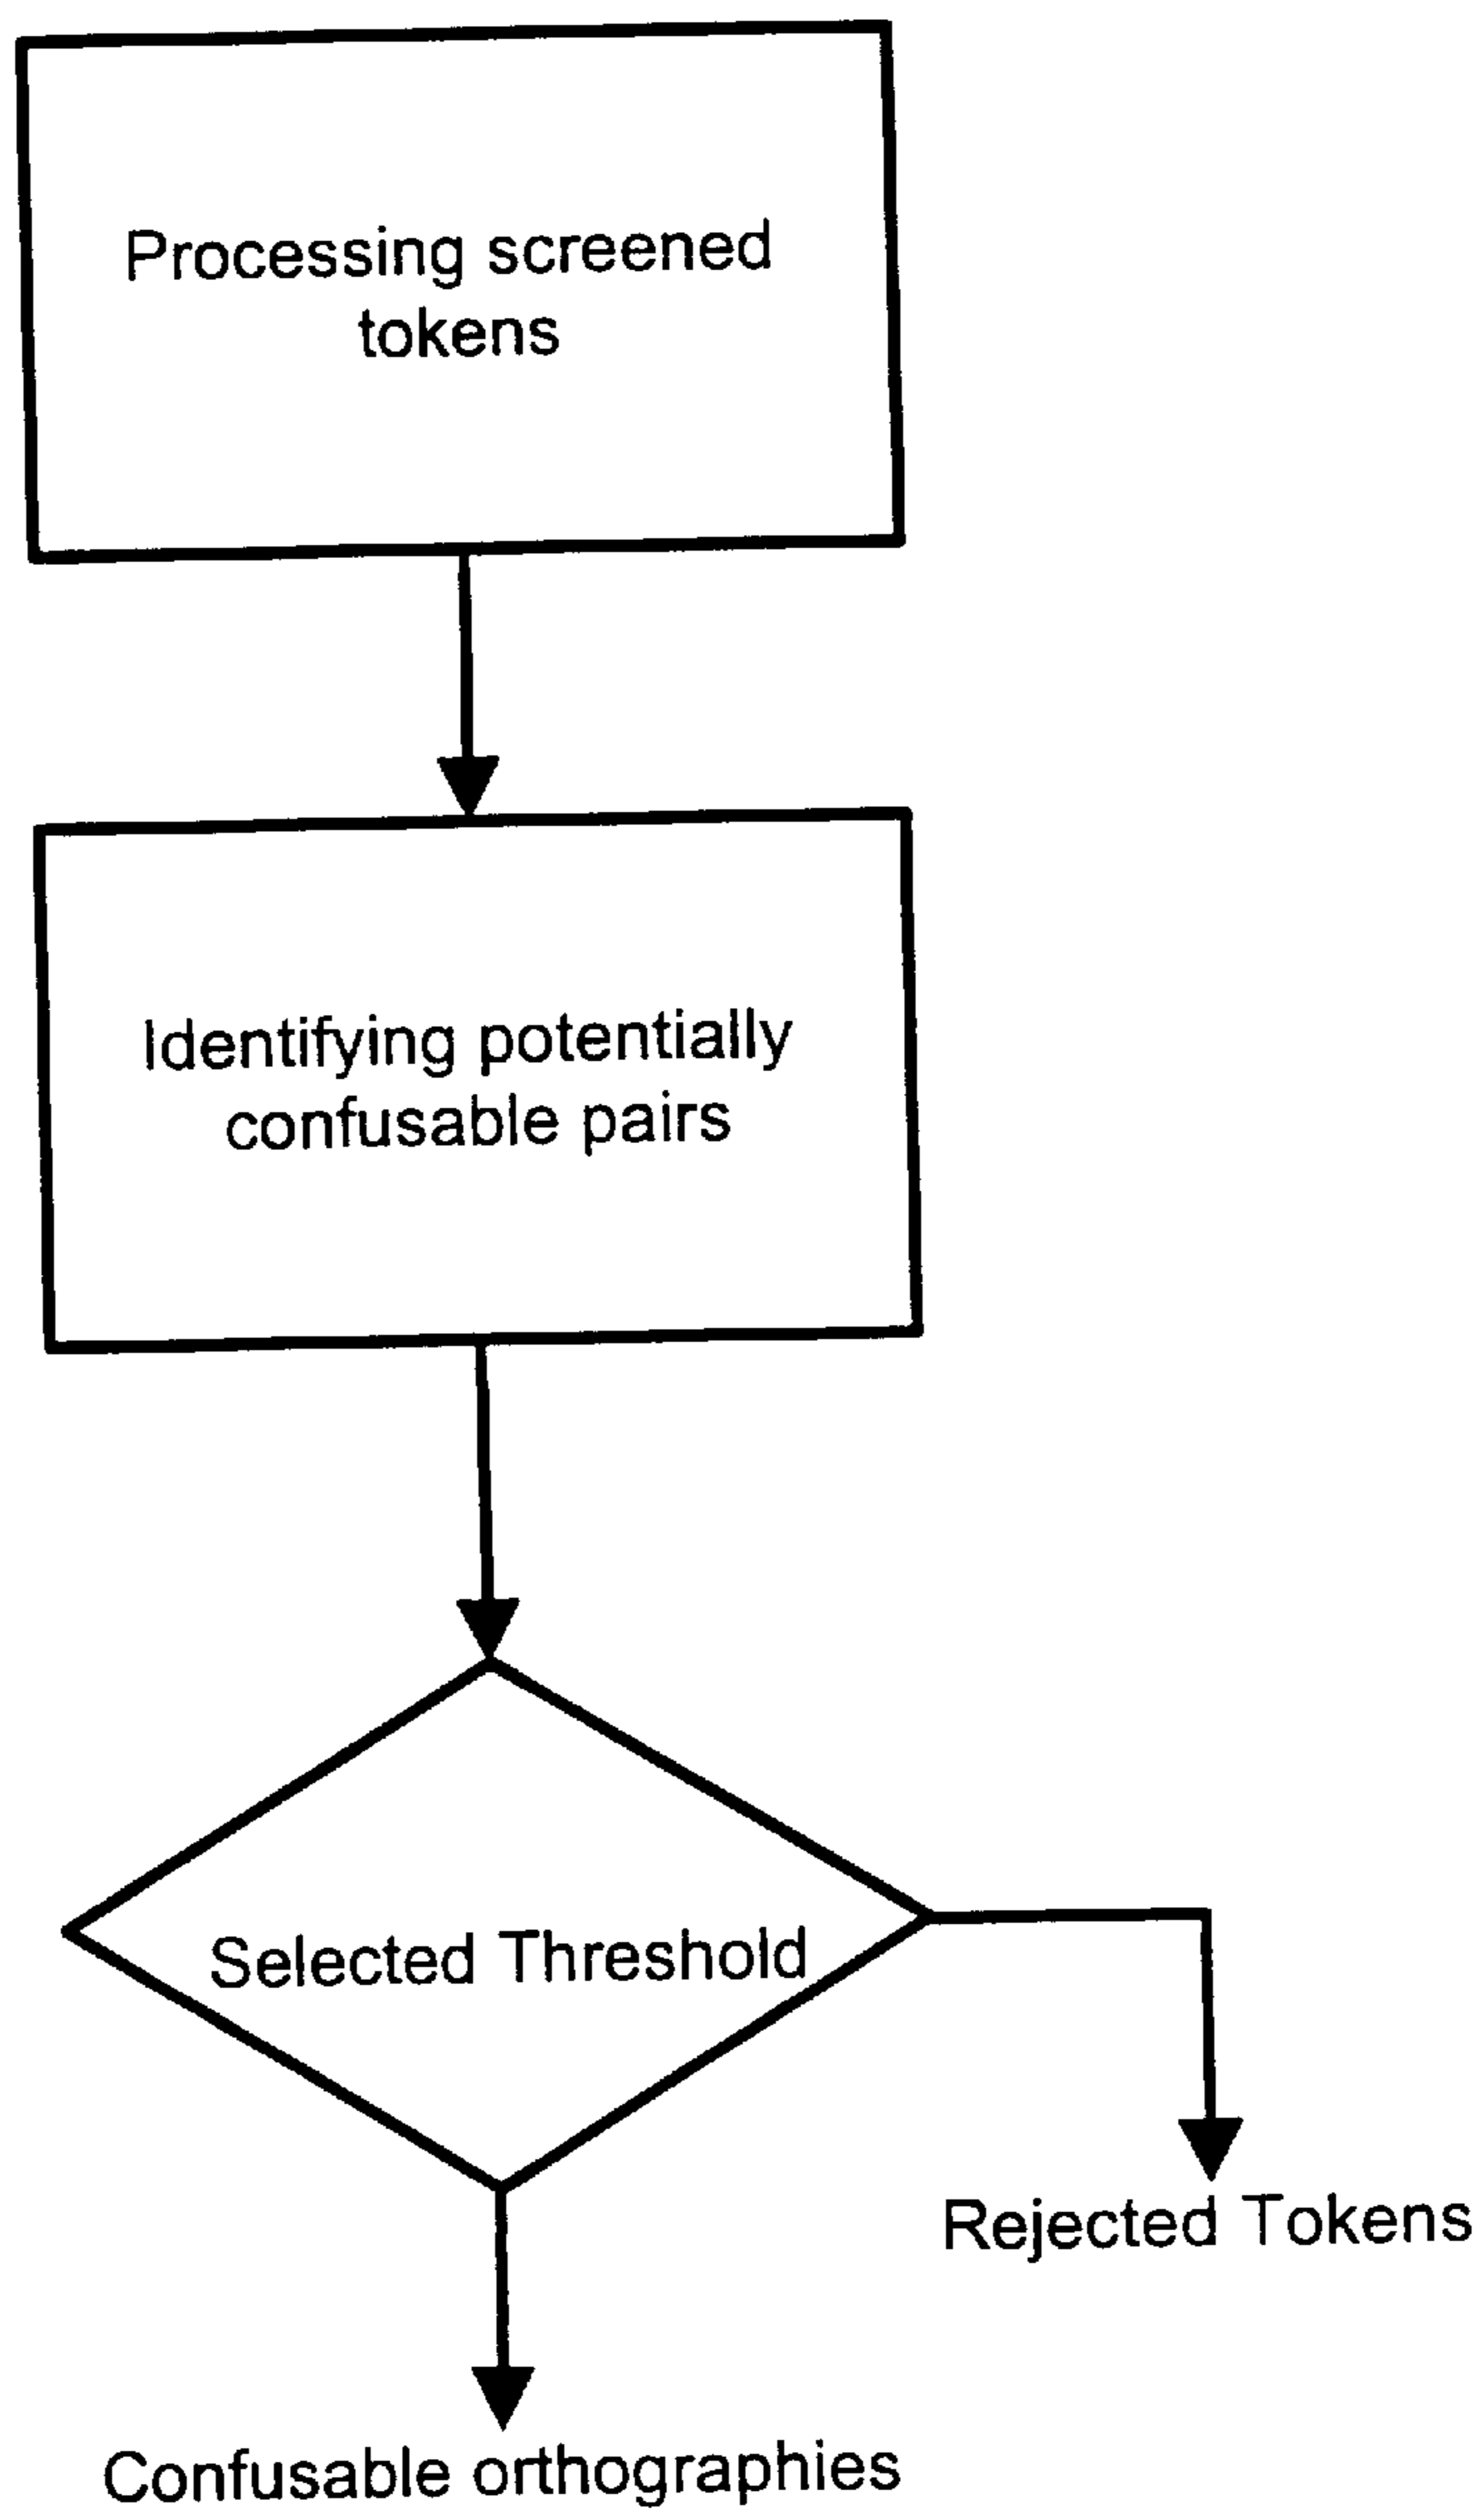 Processing screened
tokens
Identifying potentially
confusable pairs
Selected Threshold
Rejected Tokens
Confusable orthographies